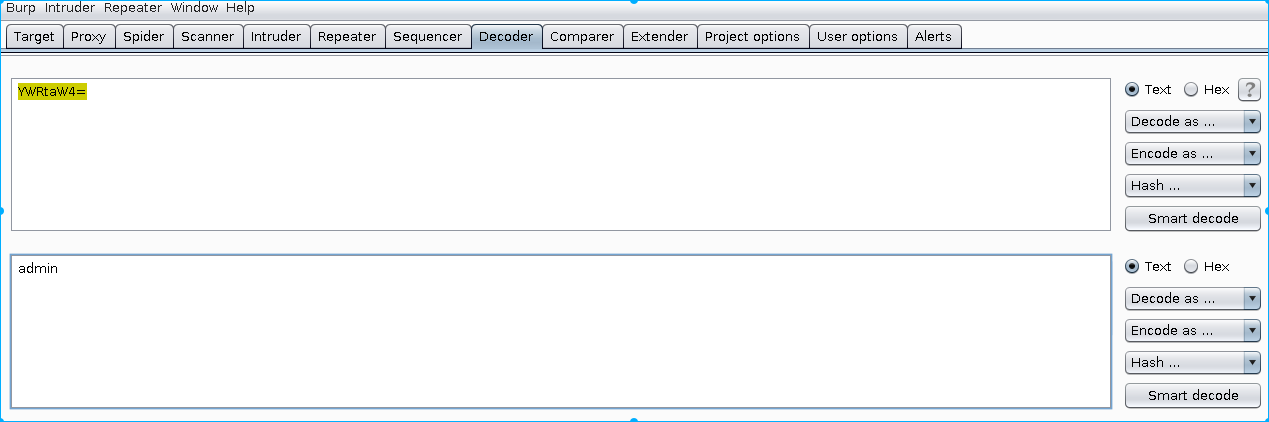 Burp Intruder Repeater Window Help
Target Proxy Spider Scanner Intruder Repeater Sequencer Decoder Comparer Extender Project options User options Alerts
YWRtaW4=
Text Hex ?
Decode as ...
Encode as ...
Hash ...
Smart decode
admin
Text Hex
Decode as ...
Encode as ...
Hash ...
Smart decode